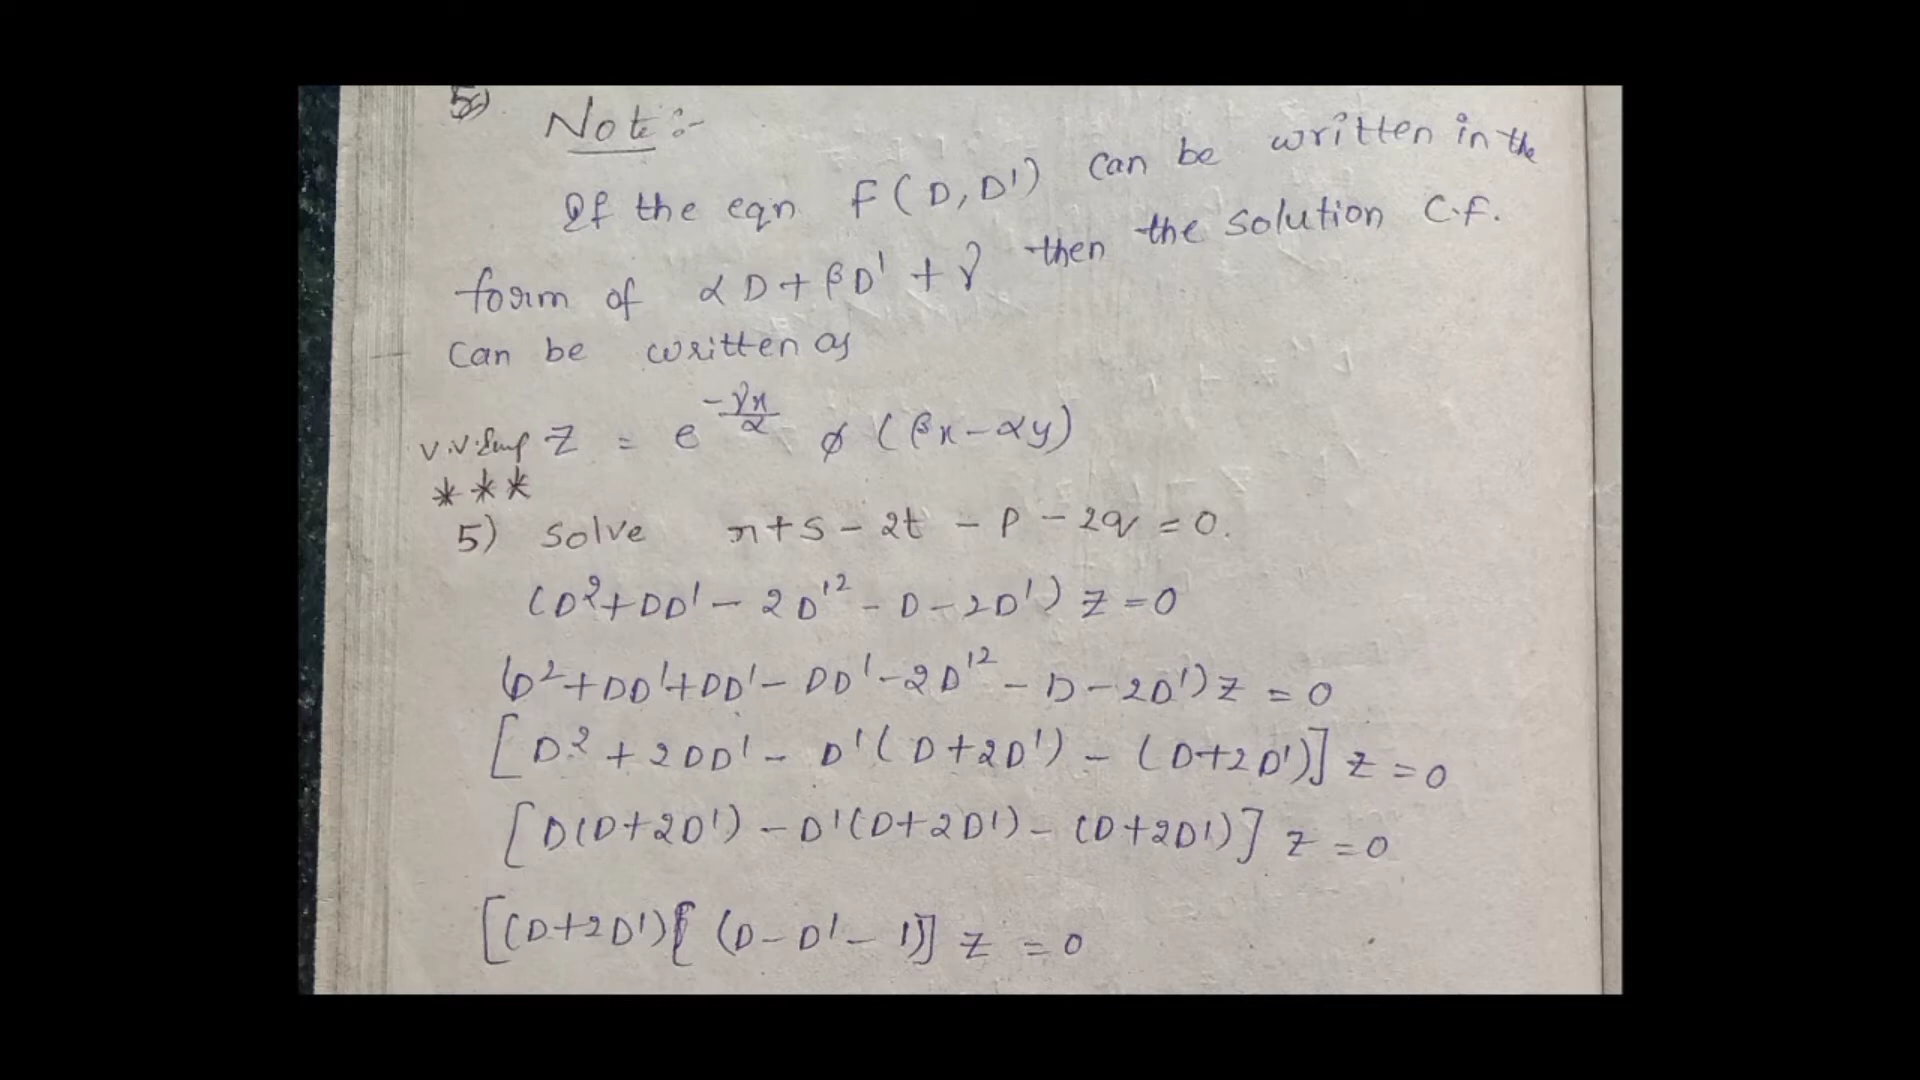 Note :-
If the eqn F(D, D') can be written in the
form of αD + βD' + γ then the solution C.F.
can be written as
v.v.Imp z = e^(-γx/α) ϕ(βx - αy)
***
5) solve r+s-2t-p-2q=0.
(D²+DD'-2D'²-D-2D')z=0
(D²+DD'+DD'-DD'-2D'²-D-2D')z=0
[D²+2DD'-D'(D+2D')-(D+2D')]z=0
[D(D+2D')-D'(D+2D')-(D+2D')]z=0
[(D+2D')[(D-D'-1)]z=0